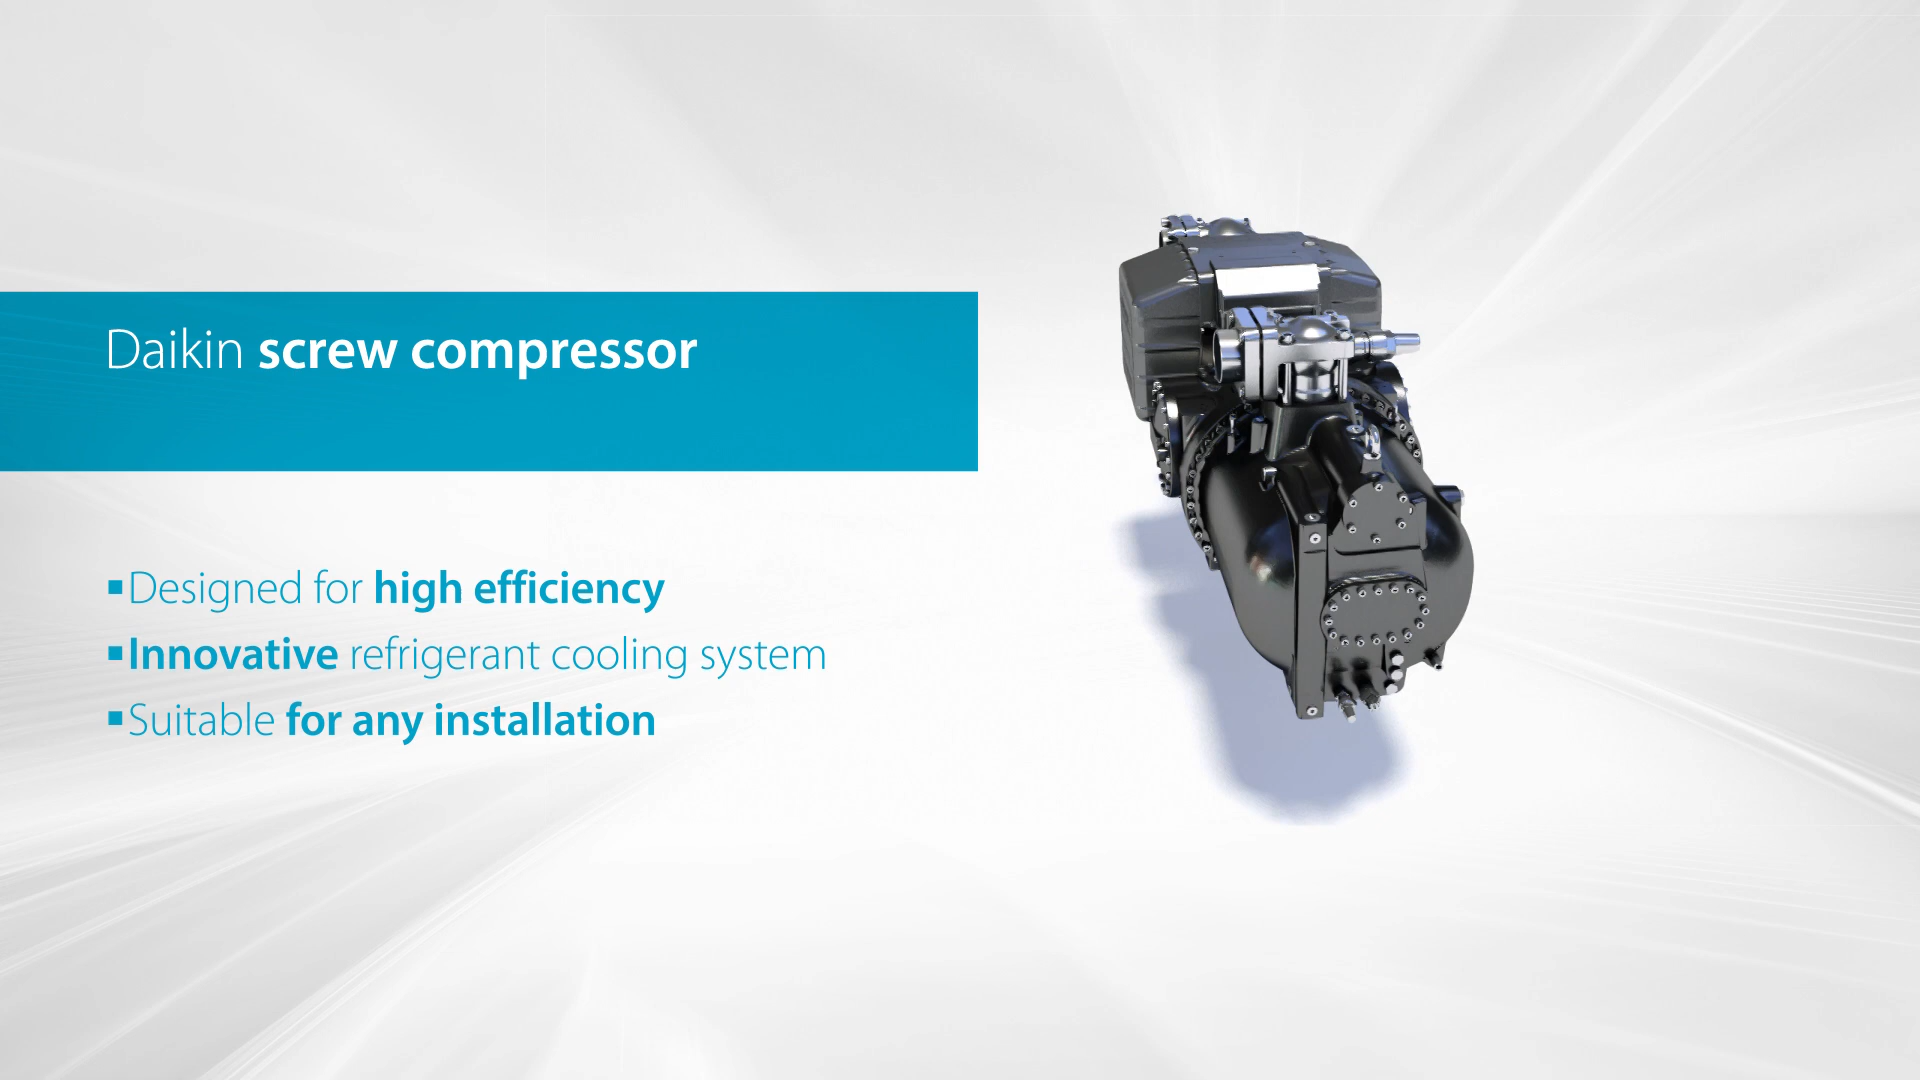 Daikin screw compressor
▪Designed for high efficiency
▪Innovative refrigerant cooling system
▪Suitable for any installation